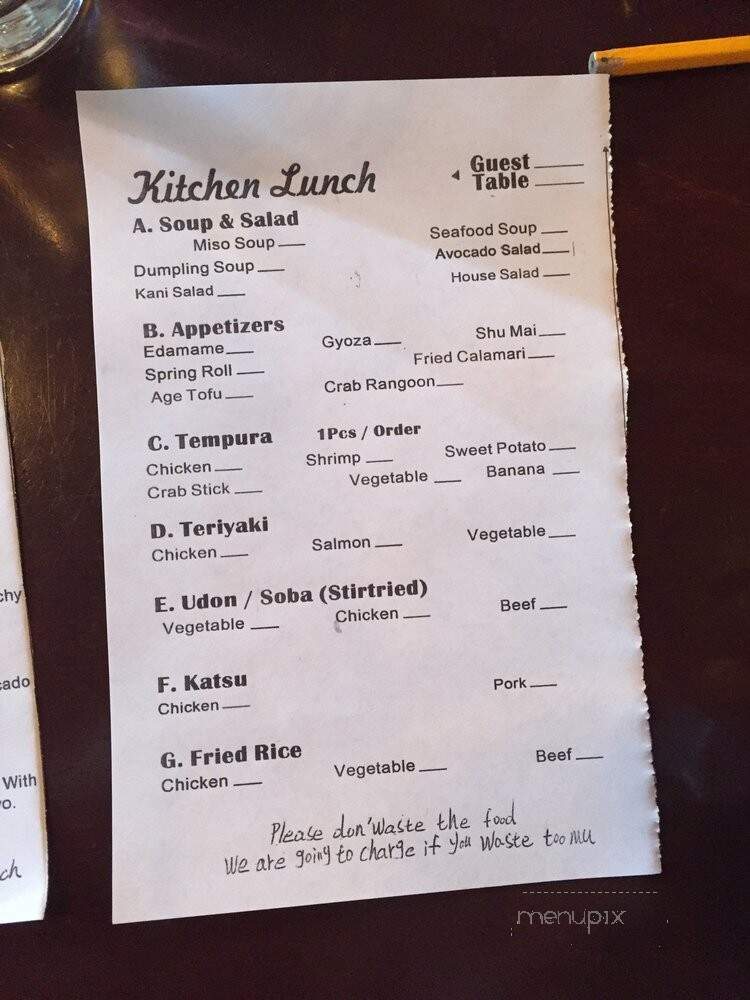 Kitchen Lunch
Guest
Table
A. Soup & Salad
Miso Soup
Seafood Soup
Dumpling Soup
Avocado Salad
Kani Salad
House Salad
B. Appetizers
Edamame
Gyoza
Shu Mai
Spring Roll
Fried Calamari
Age Tofu
Crab Rangoon
C. Tempura 1Pcs / Order
Chicken
Shrimp
Sweet Potato
Crab Stick
Vegetable
Banana
D. Teriyaki
Chicken
Salmon
Vegetable
E. Udon / Soba (Stirtried)
Vegetable
Chicken
Beef
F. Katsu
Chicken
Pork
G. Fried Rice
Chicken
Vegetable
Beef
Please don'waste the food
We are going to charge if you waste too mu
chy
cado
With
o.
ch
menupix